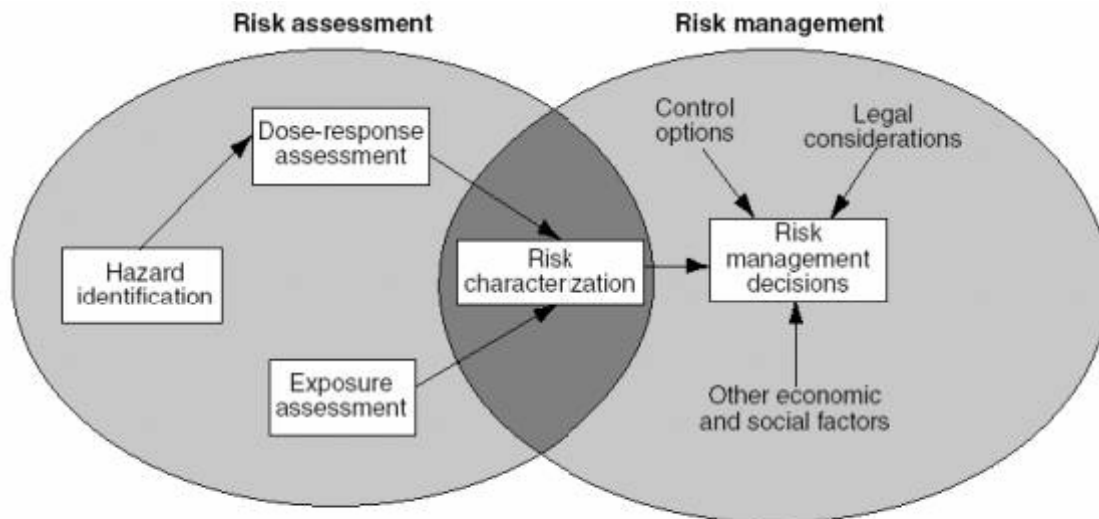 Risk assessment
Risk management
Dose-response
assessment
Control
options
Legal
considerations
Hazard
identification
Risk
characterization
Risk
management
decisions
Exposure
assessment
Other economic
and social factors